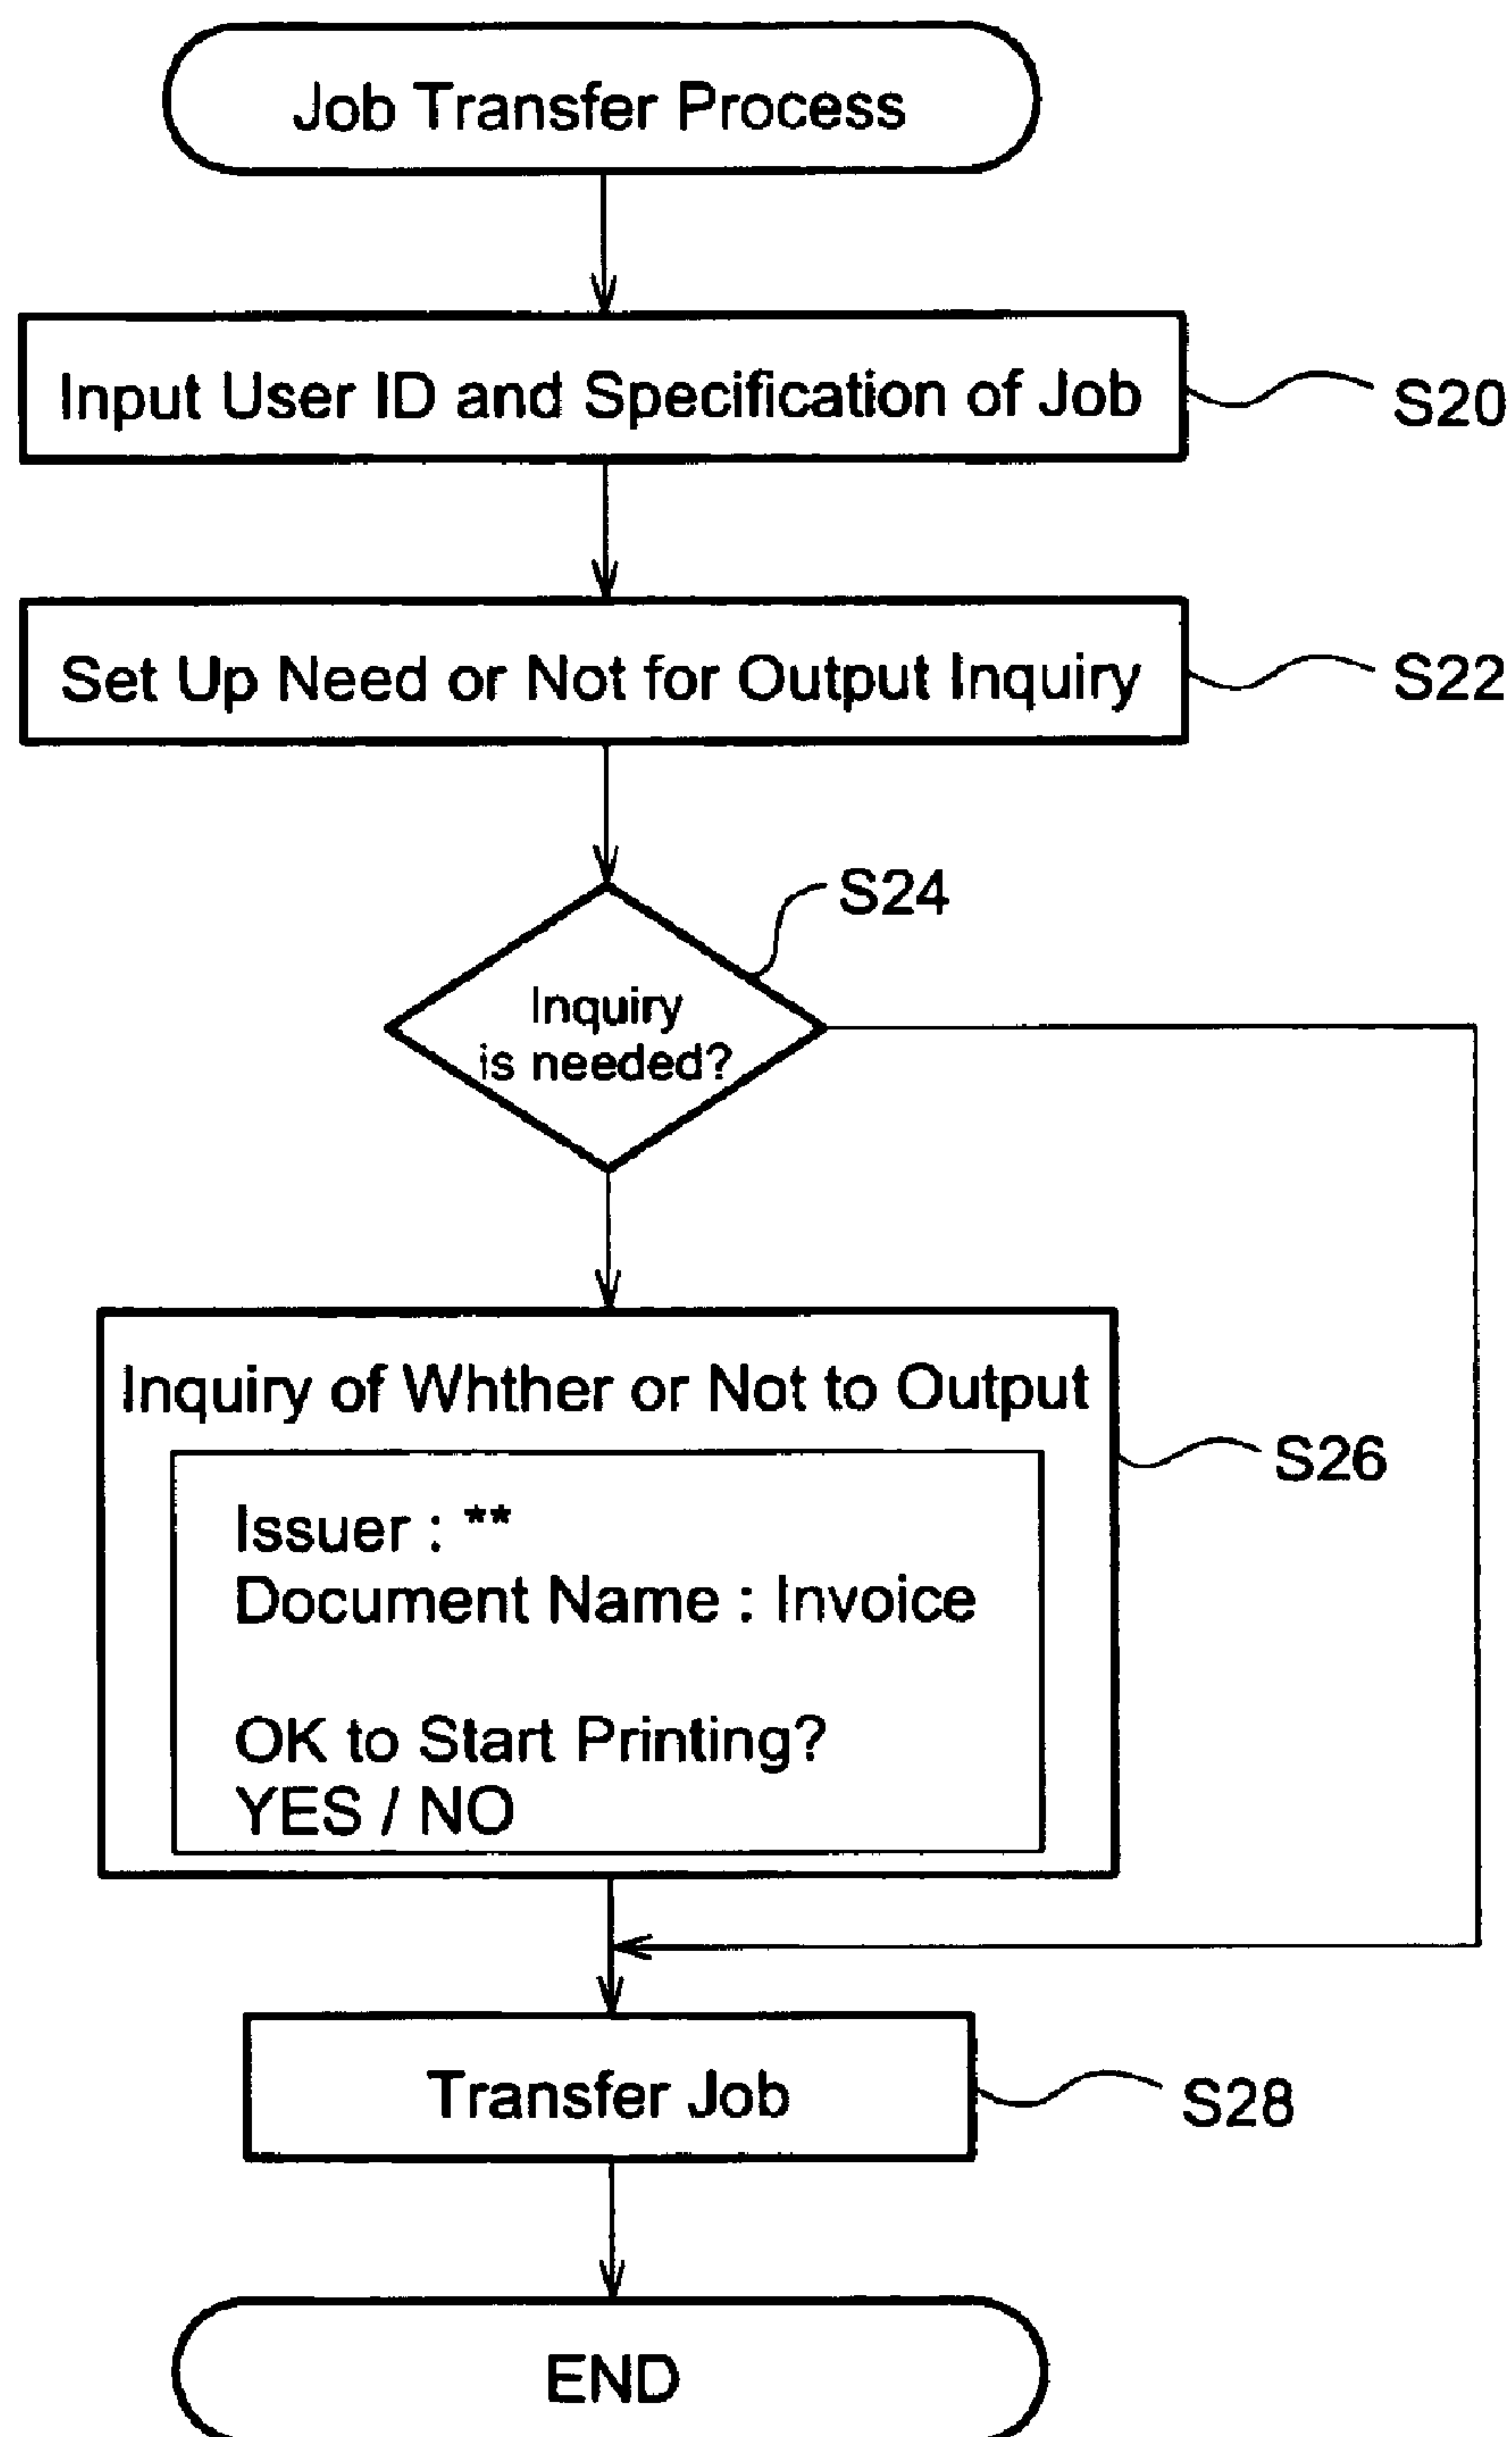 Job Transfer Process
Input User ID and Specification of Job
S20
Set Up Need or Not for Output Inquiry
S22
S24
Inquiry
is needed?
Inquiry of Whther or Not to Output
S26
Issuer : **
Document Name : Invoice
OK to Start Printing?
YES / NO
Transfer Job
S28
END